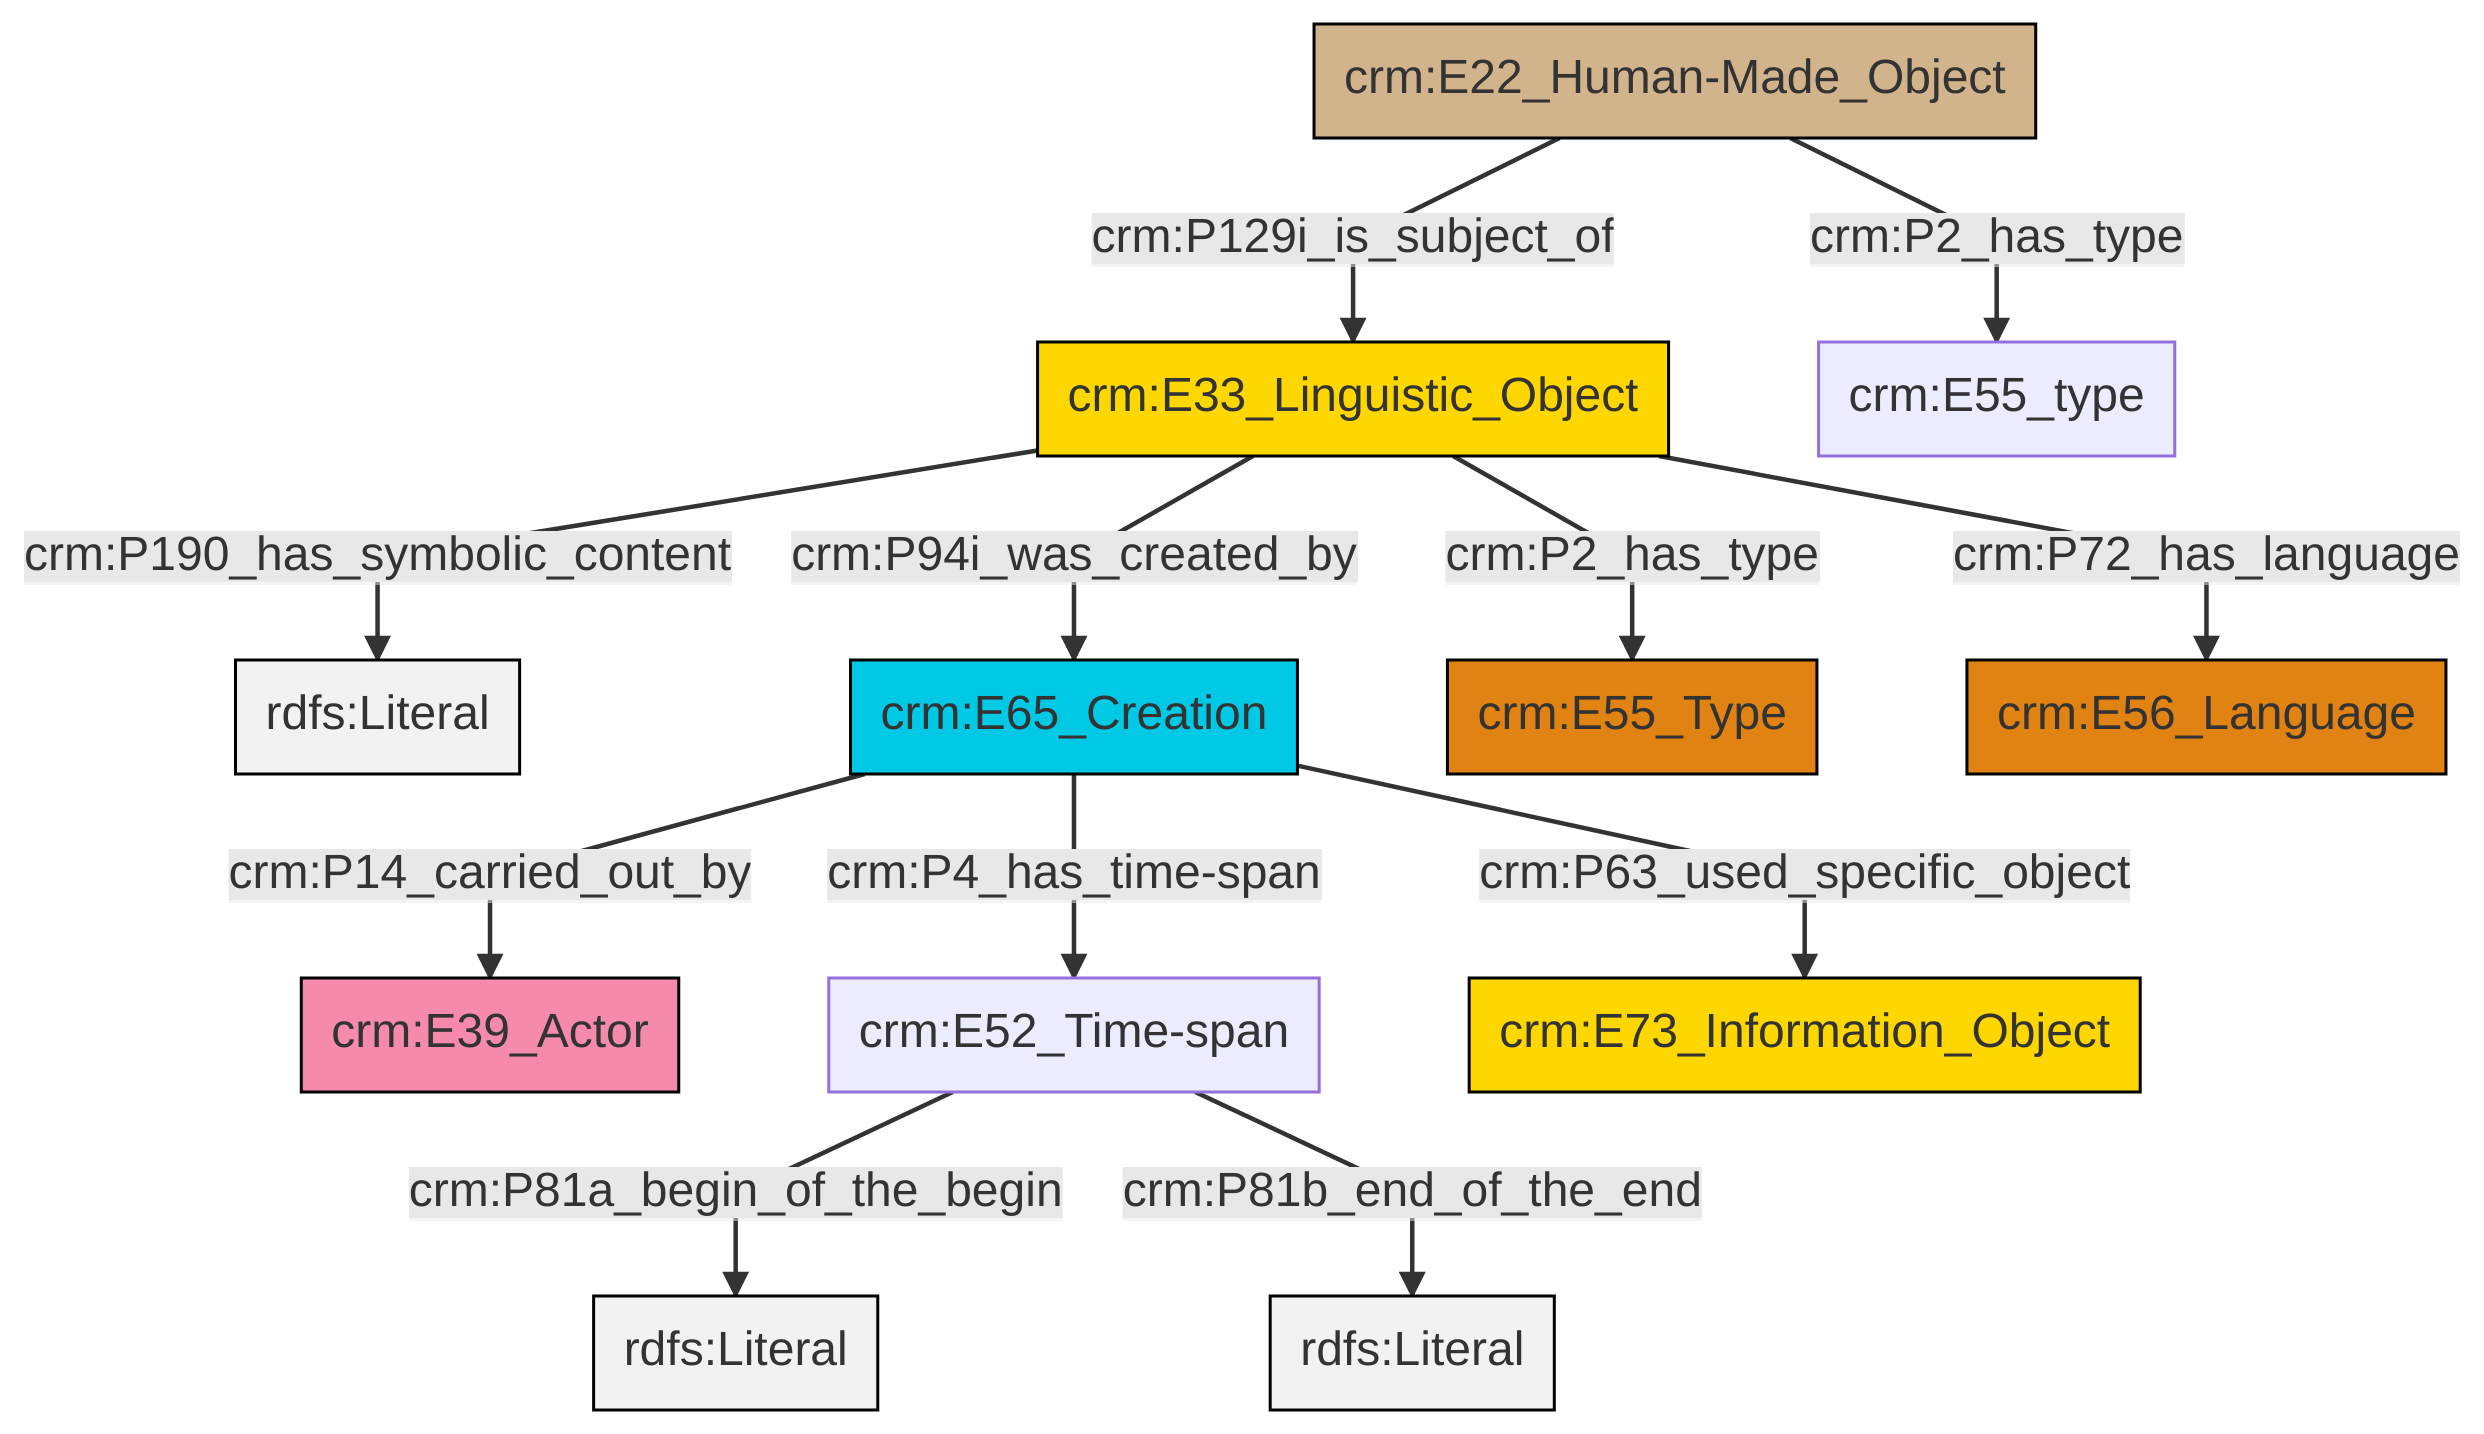 crm:E22_Human-Made_Object
crm:P129i_is_subject_of
crm:P2_has_type
crm:E33_Linguistic_Object
crm:E55_type
crm:P190_has_symbolic_content
crm:P94i_was_created_by
crm:P2_has_type
crm:P72_has_language
rdfs:Literal
crm:E65_Creation
crm:E55_Type
crm:E56_Language
crm:P14_carried_out_by
crm:P4_has_time-span
crm:P63_used_specific_object
crm:E39_Actor
crm:E52_Time-span
crm:E73_Information_Object
crm:P81a_begin_of_the_begin
crm:P81b_end_of_the_end
rdfs:Literal
rdfs:Literal